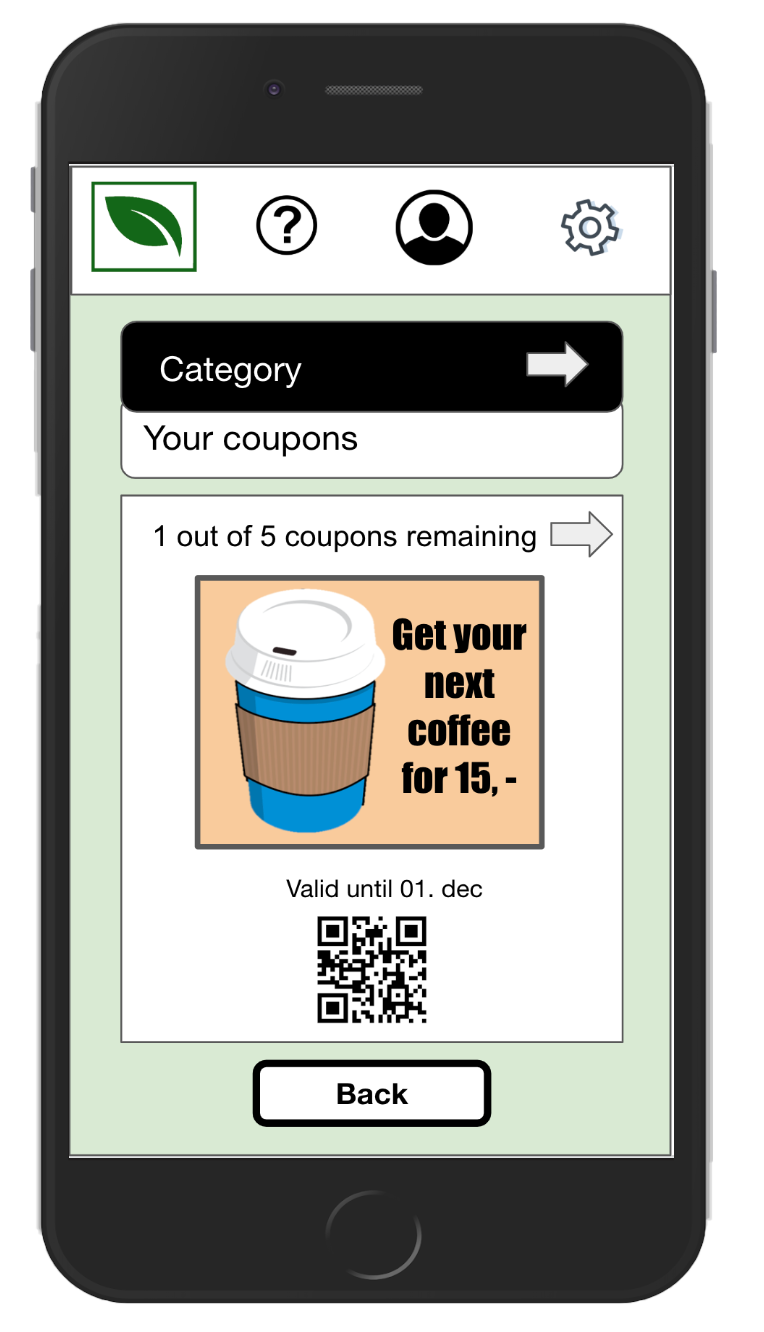 ?
Category
Your coupons
1 out of 5 coupons remaining
Get your
next
coffee
for 15, -
Valid until 01. dec
Back